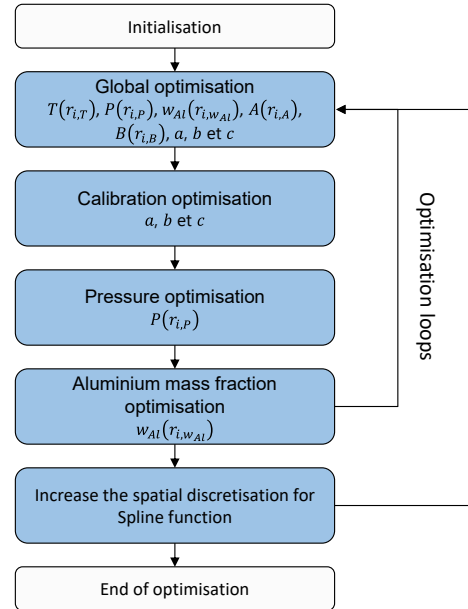 Initialisation
Global optimisation
T(r_{i,T}), P(r_{i,P}), w_{Al}(r_{i,w_{Al}}), A(r_{i,A}),
B(r_{i,B}), a, b et c
Calibration optimisation
a, b et c
Pressure optimisation
P(r_{i,P})
Aluminium mass fraction
optimisation
w_{Al}(r_{i,w_{Al}})
Increase the spatial discretisation for
Spline function
End of optimisation
Optimisation loops